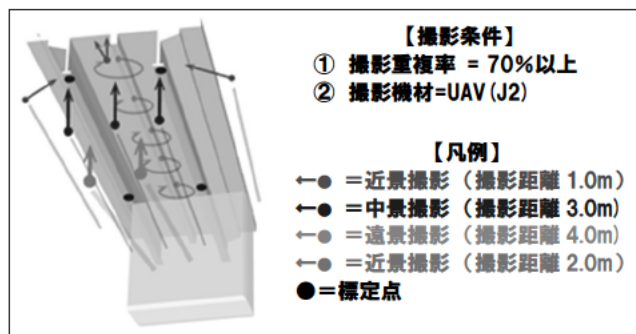 【撮影条件】
① 撮影重複率 = 70%以上
② 撮影機材=UAV(J2)
【凡例】
←● =近景撮影 (撮影距離 1.0m)
←● =中景撮影 (撮影距離 3.0m)
←● =遠景撮影 (撮影距離 4.0m)
←● =近景撮影 (撮影距離 2.0m)
●=標定点